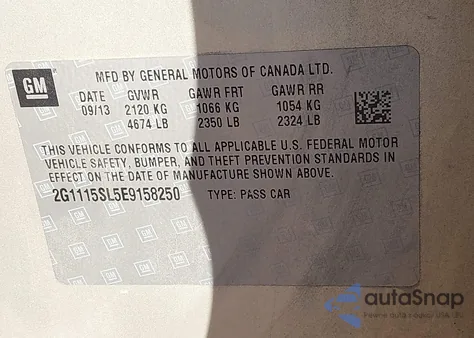 GM
MFD BY GENERAL MOTORS OF CANADA LTD.
DATE GVWR GAWR FRT GAWR RR
09/13 2120 KG 1066 KG 1054 KG
4674 LB 2350 LB 2324 LB
THIS VEHICLE CONFORMS TO ALL APPLICABLE U.S. FEDERAL MOTOR
VEHICLE SAFETY, BUMPER, AND THEFT PREVENTION STANDARDS IN
EFFECT ON THE DATE OF MANUFACTURE SHOWN ABOVE.
2G1115SL5E9158250 TYPE: PASS CAR
autoSnap